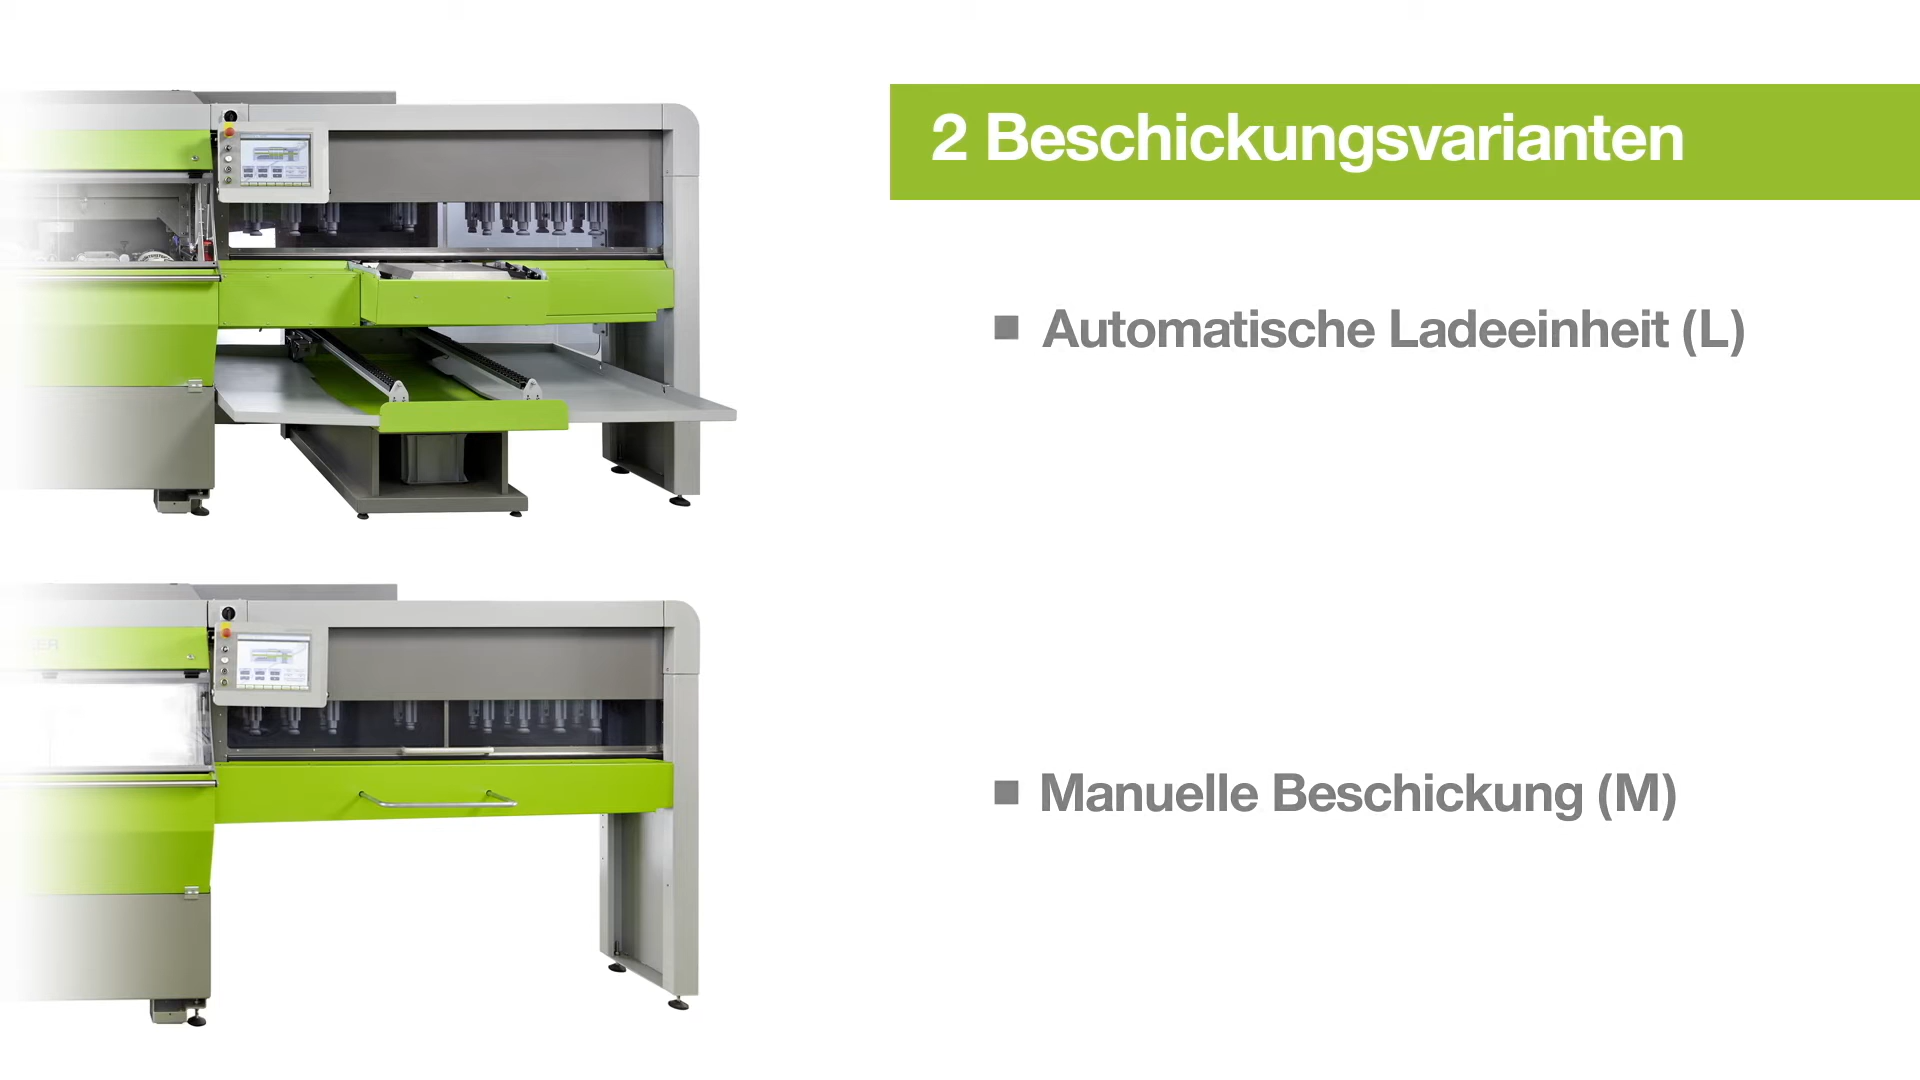 2 Beschickungsvarianten
■ Automatische Ladeeinheit (L)
■ Manuelle Beschickung (M)